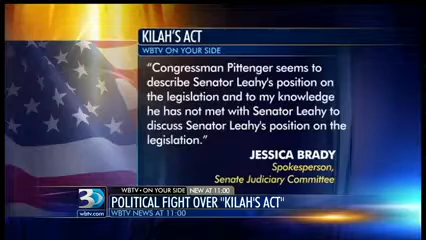 KILAH'S ACT
WBTV ON YOUR SIDE
“Congressman Pittenger seems to
describe Senator Leahy's position on
the legislation and to my knowledge
he has not met with Senator Leahy to
discuss Senator Leahy's position on the
legislation.”
JESSICA BRADY
Spokesperson,
Senate Judiciary Committee
WBTV • ON YOUR SIDE NEW AT 11:00
3
wbtv.com
POLITICAL FIGHT OVER "KILAH'S ACT"
WBTV NEWS AT 11:00